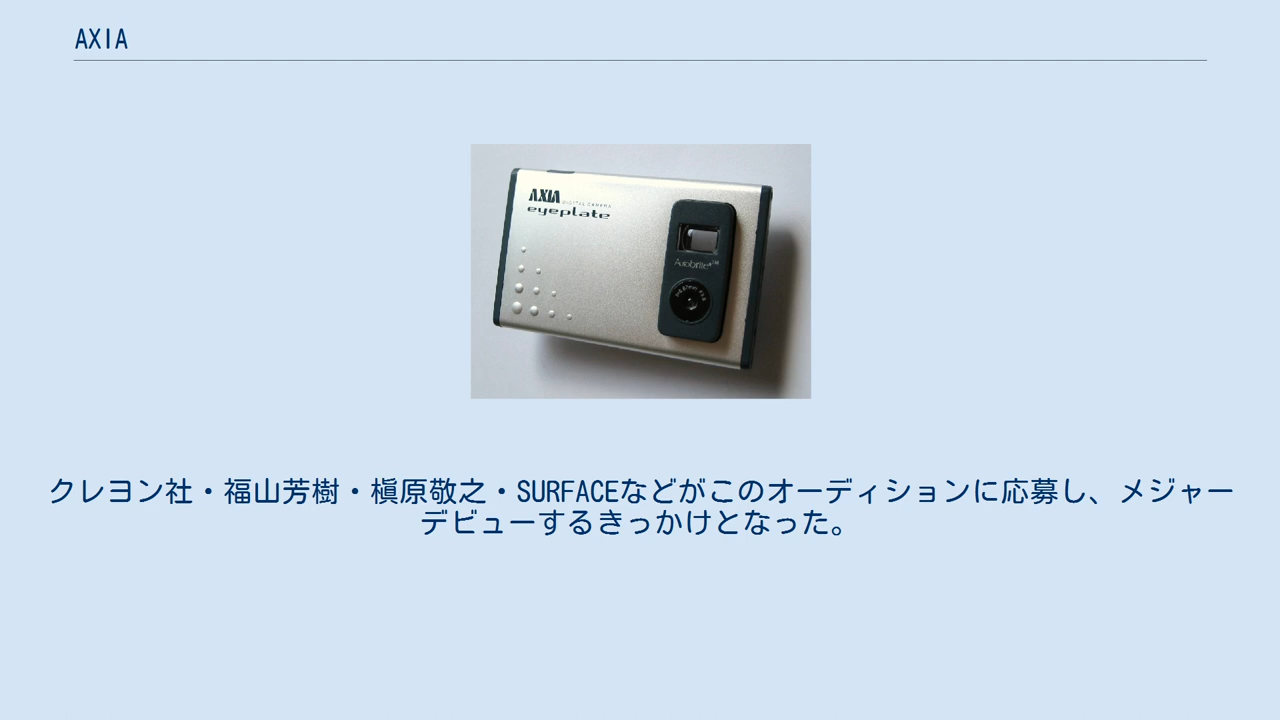 AXIA
AXIA DIGITAL CAMERA
eyeplate
Autobrite™
クレヨン社・福山芳樹・槇原敬之・SURFACEなどがこのオーディションに応募し、メジャー
デビューするきっかけとなった。